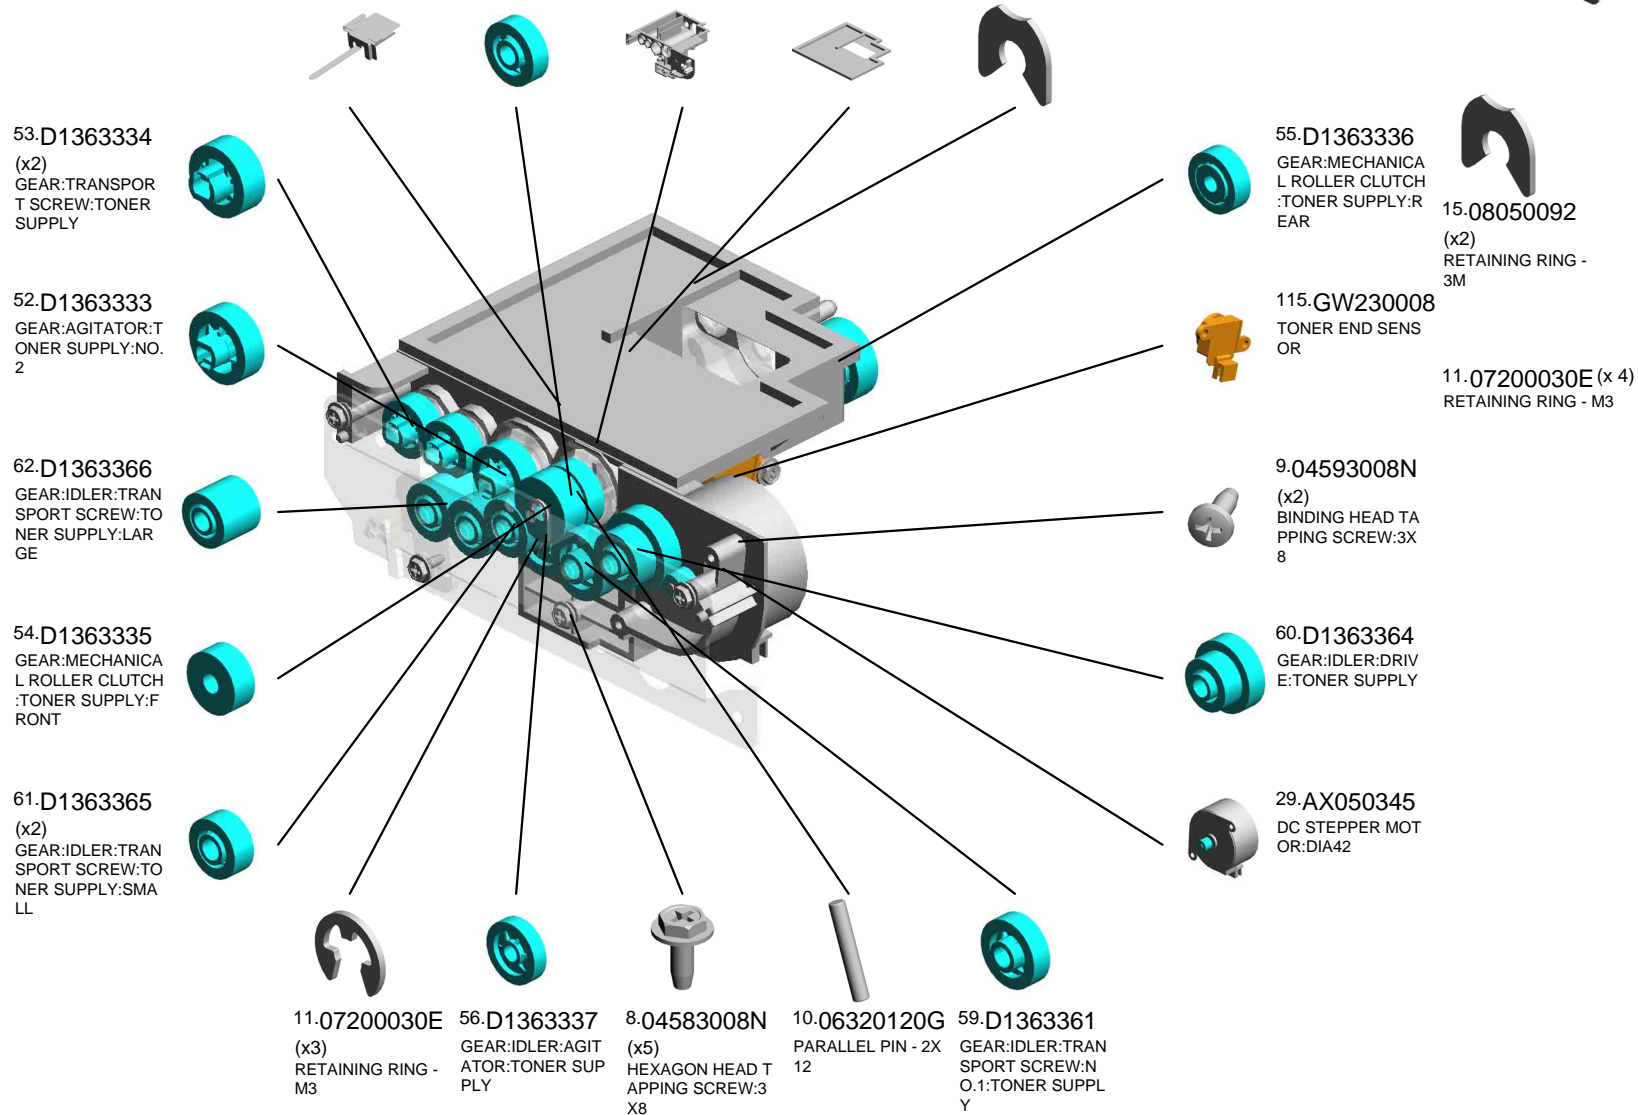 53.D1363334
(x2)
GEAR:TRANSPOR
T SCREW:TONER
SUPPLY
52.D1363333
GEAR:AGITATOR:T
ONER SUPPLY:NO.
2
62.D1363366
GEAR:IDLER:TRAN
SPORT SCREW:TO
NER SUPPLY:LAR
GE
54.D1363335
GEAR:MECHANICA
L ROLLER CLUTCH
:TONER SUPPLY:F
RONT
61.D1363365
(x2)
GEAR:IDLER:TRAN
SPORT SCREW:TO
NER SUPPLY:SMA
LL
11.07200030E
(x3)
RETAINING RING -
M3
56.D1363337
GEAR:IDLER:AGIT
ATOR:TONER SUP
PLY
8.04583008N
(x5)
HEXAGON HEAD T
APPING SCREW:3
X8
10.06320120G
PARALLEL PIN - 2X
12
59.D1363361
GEAR:IDLER:TRAN
SPORT SCREW:N
O.1:TONER SUPPL
Y
55.D1363336
GEAR:MECHANICA
L ROLLER CLUTCH
:TONER SUPPLY:R
EAR
115.GW230008
TONER END SENS
OR
9.04593008N
(x2)
BINDING HEAD TA
PPING SCREW:3X
8
60.D1363364
GEAR:IDLER:DRIV
E:TONER SUPPLY
29.AX050345
DC STEPPER MOT
OR:DIA42
15.08050092
(x2)
RETAINING RING -
3M
11.07200030E (x 4)
RETAINING RING - M3